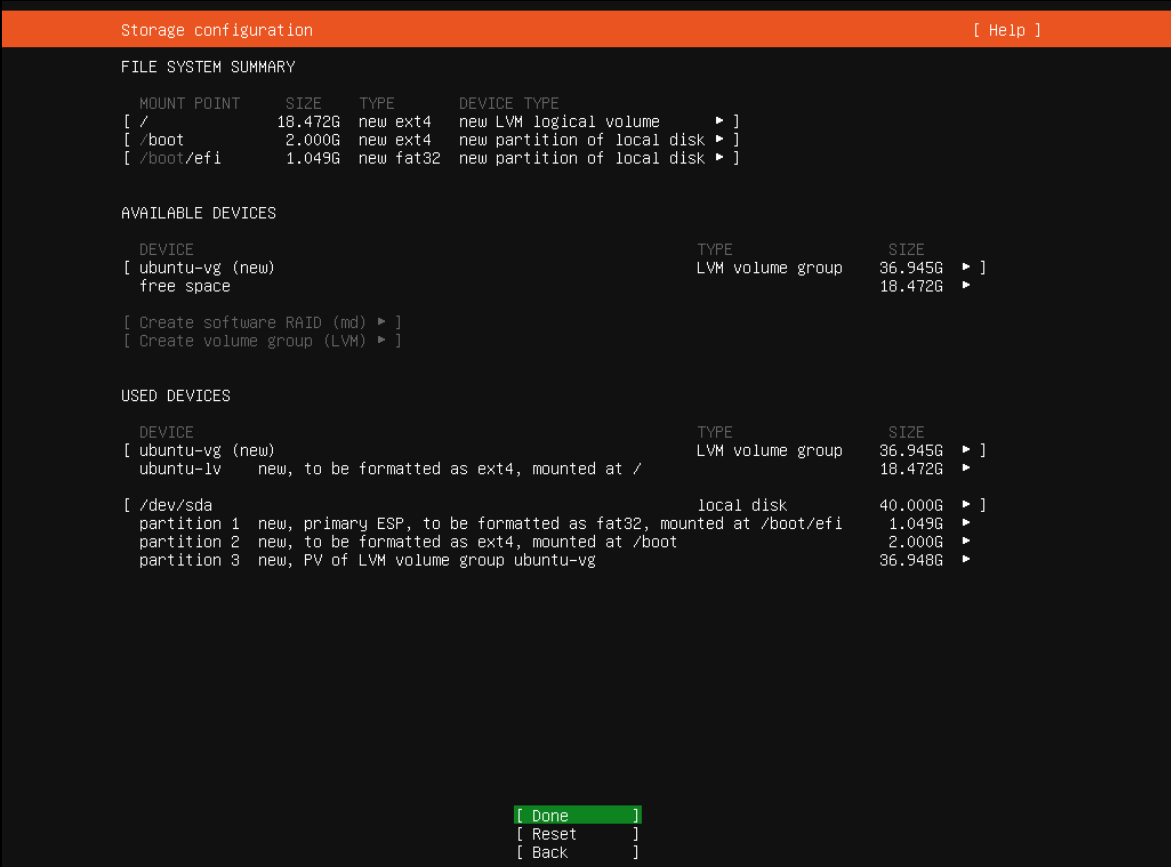 Storage configuration [ Help ]
FILE SYSTEM SUMMARY
MOUNT POINT SIZE TYPE DEVICE TYPE
[ / 18.472G new ext4 new LVM logical volume ▸ ]
[ /boot 2.000G new ext4 new partition of local disk ▸ ]
[ /boot/efi 1.049G new fat32 new partition of local disk ▸ ]
AVAILABLE DEVICES
DEVICE TYPE SIZE
[ ubuntu-vg (new) LVM volume group 36.945G ▸ ]
free space 18.472G ▸
[ Create software RAID (md) ▸ ]
[ Create volume group (LVM) ▸ ]
USED DEVICES
DEVICE TYPE SIZE
[ ubuntu-vg (new) LVM volume group 36.945G ▸ ]
ubuntu-lv new, to be formatted as ext4, mounted at / 18.472G ▸
[ /dev/sda local disk 40.000G ▸ ]
partition 1 new, primary ESP, to be formatted as fat32, mounted at /boot/efi 1.049G ▸
partition 2 new, to be formatted as ext4, mounted at /boot 2.000G ▸
partition 3 new, PV of LVM volume group ubuntu-vg 36.948G ▸
[ Done ]
[ Reset ]
[ Back ]